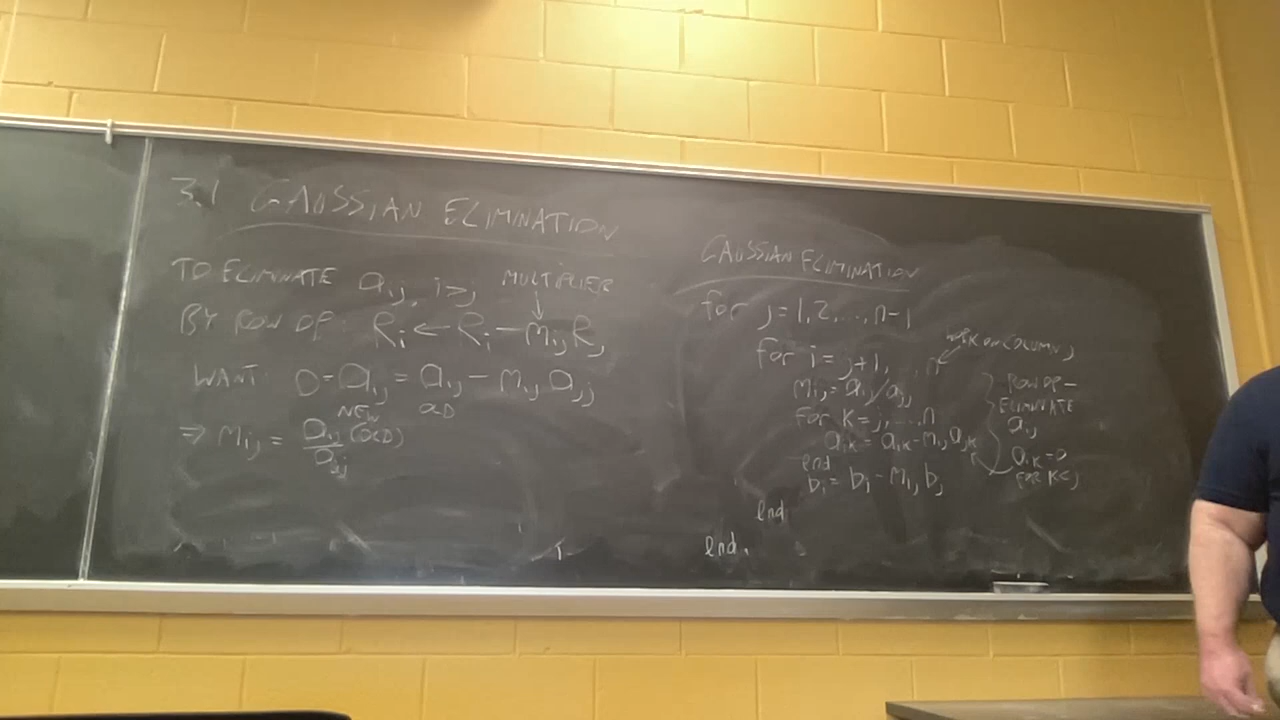 3.1 GAUSSIAN ELIMINATION
TO ELIMINATE a_ij, i>j
MULTIPLIER
↓
BY ROW OP: R_i ← R_i - m_ij R_j
WANT: 0 = a_ij = a_ij - m_ij a_jj
NEW OLD
⇒ m_ij = a_ij (OLD) / a_jj
GAUSSIAN ELIMINATION
for j = 1, 2, ..., n-1
WORK ON COLUMN j
for i = j+1, ..., n
m_ij = a_ij / a_jj
for k = j, ..., n
a_ik = a_ik - m_ij a_jk
end
b_i = b_i - m_ij b_j
end
end.
ROW OP -
ELIMINATE
a_ij
a_ik = 0
FOR k<j